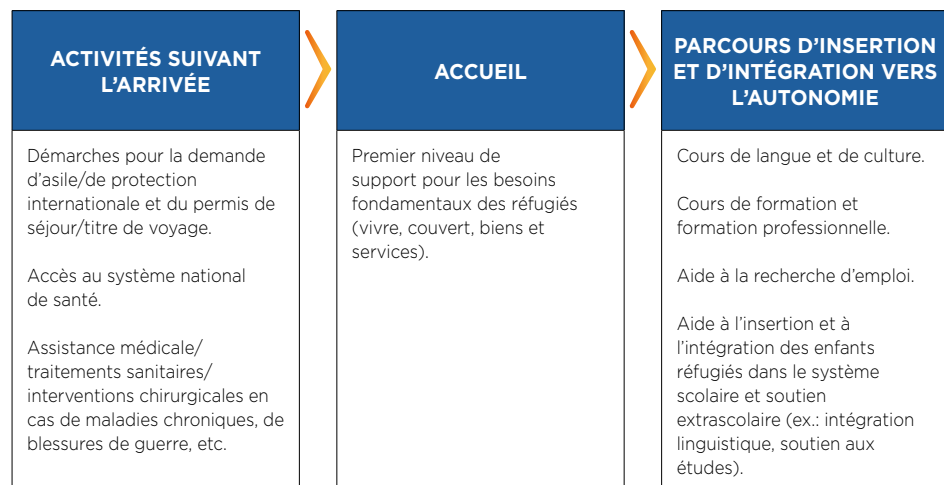 ACTIVITÉS SUIVANT
L’ARRIVÉE
Démarches pour la demande
d’asile/de protection
internationale et du permis de
séjour/titre de voyage.
Accès au système national
de santé.
Assistance médicale/
traitements sanitaires/
interventions chirurgicales en
cas de maladies chroniques, de
blessures de guerre, etc.
ACCUEIL
Premier niveau de
support pour les besoins
fondamentaux des réfugiés
(vivre, couvert, biens et
services).
PARCOURS D’INSERTION
ET D’INTÉGRATION VERS
L’AUTONOMIE
Cours de langue et de culture.
Cours de formation et
formation professionnelle.
Aide à la recherche d’emploi.
Aide à l’insertion et à
l’intégration des enfants
réfugiés dans le système
scolaire et soutien
extrascolaire (ex.: intégration
linguistique, soutien aux
études).